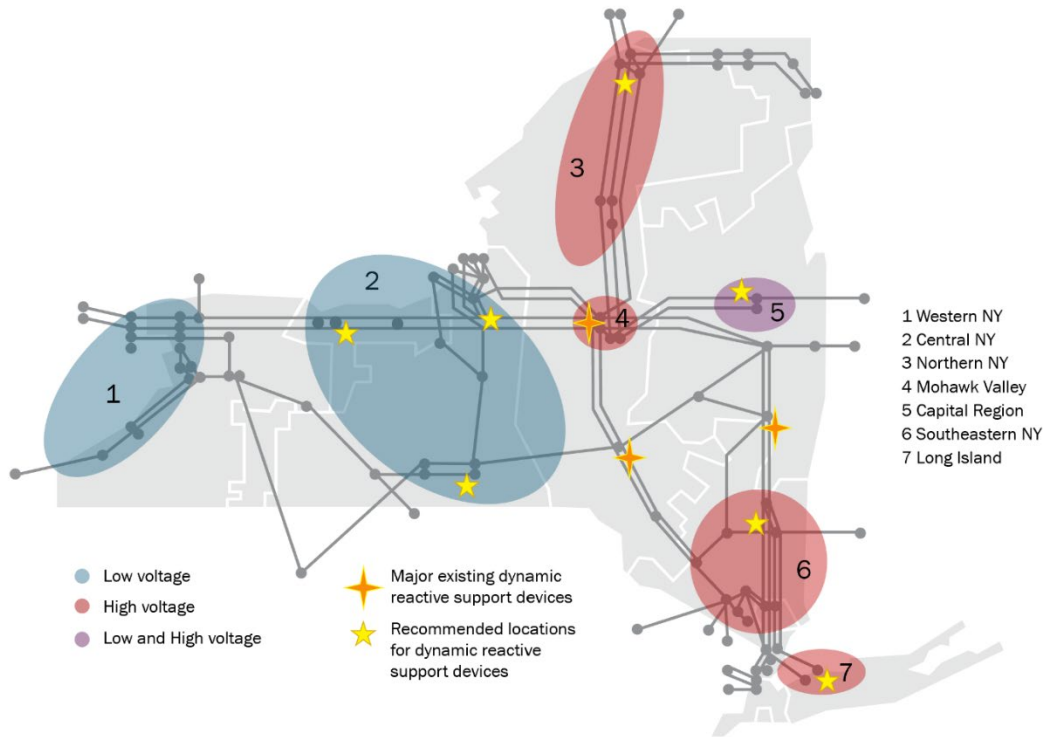 3
2
4
5
1
6
7
1 Western NY
2 Central NY
3 Northern NY
4 Mohawk Valley
5 Capital Region
6 Southeastern NY
7 Long Island
Low voltage
High voltage
Low and High voltage
Major existing dynamic
reactive support devices
Recommended locations
for dynamic reactive
support devices